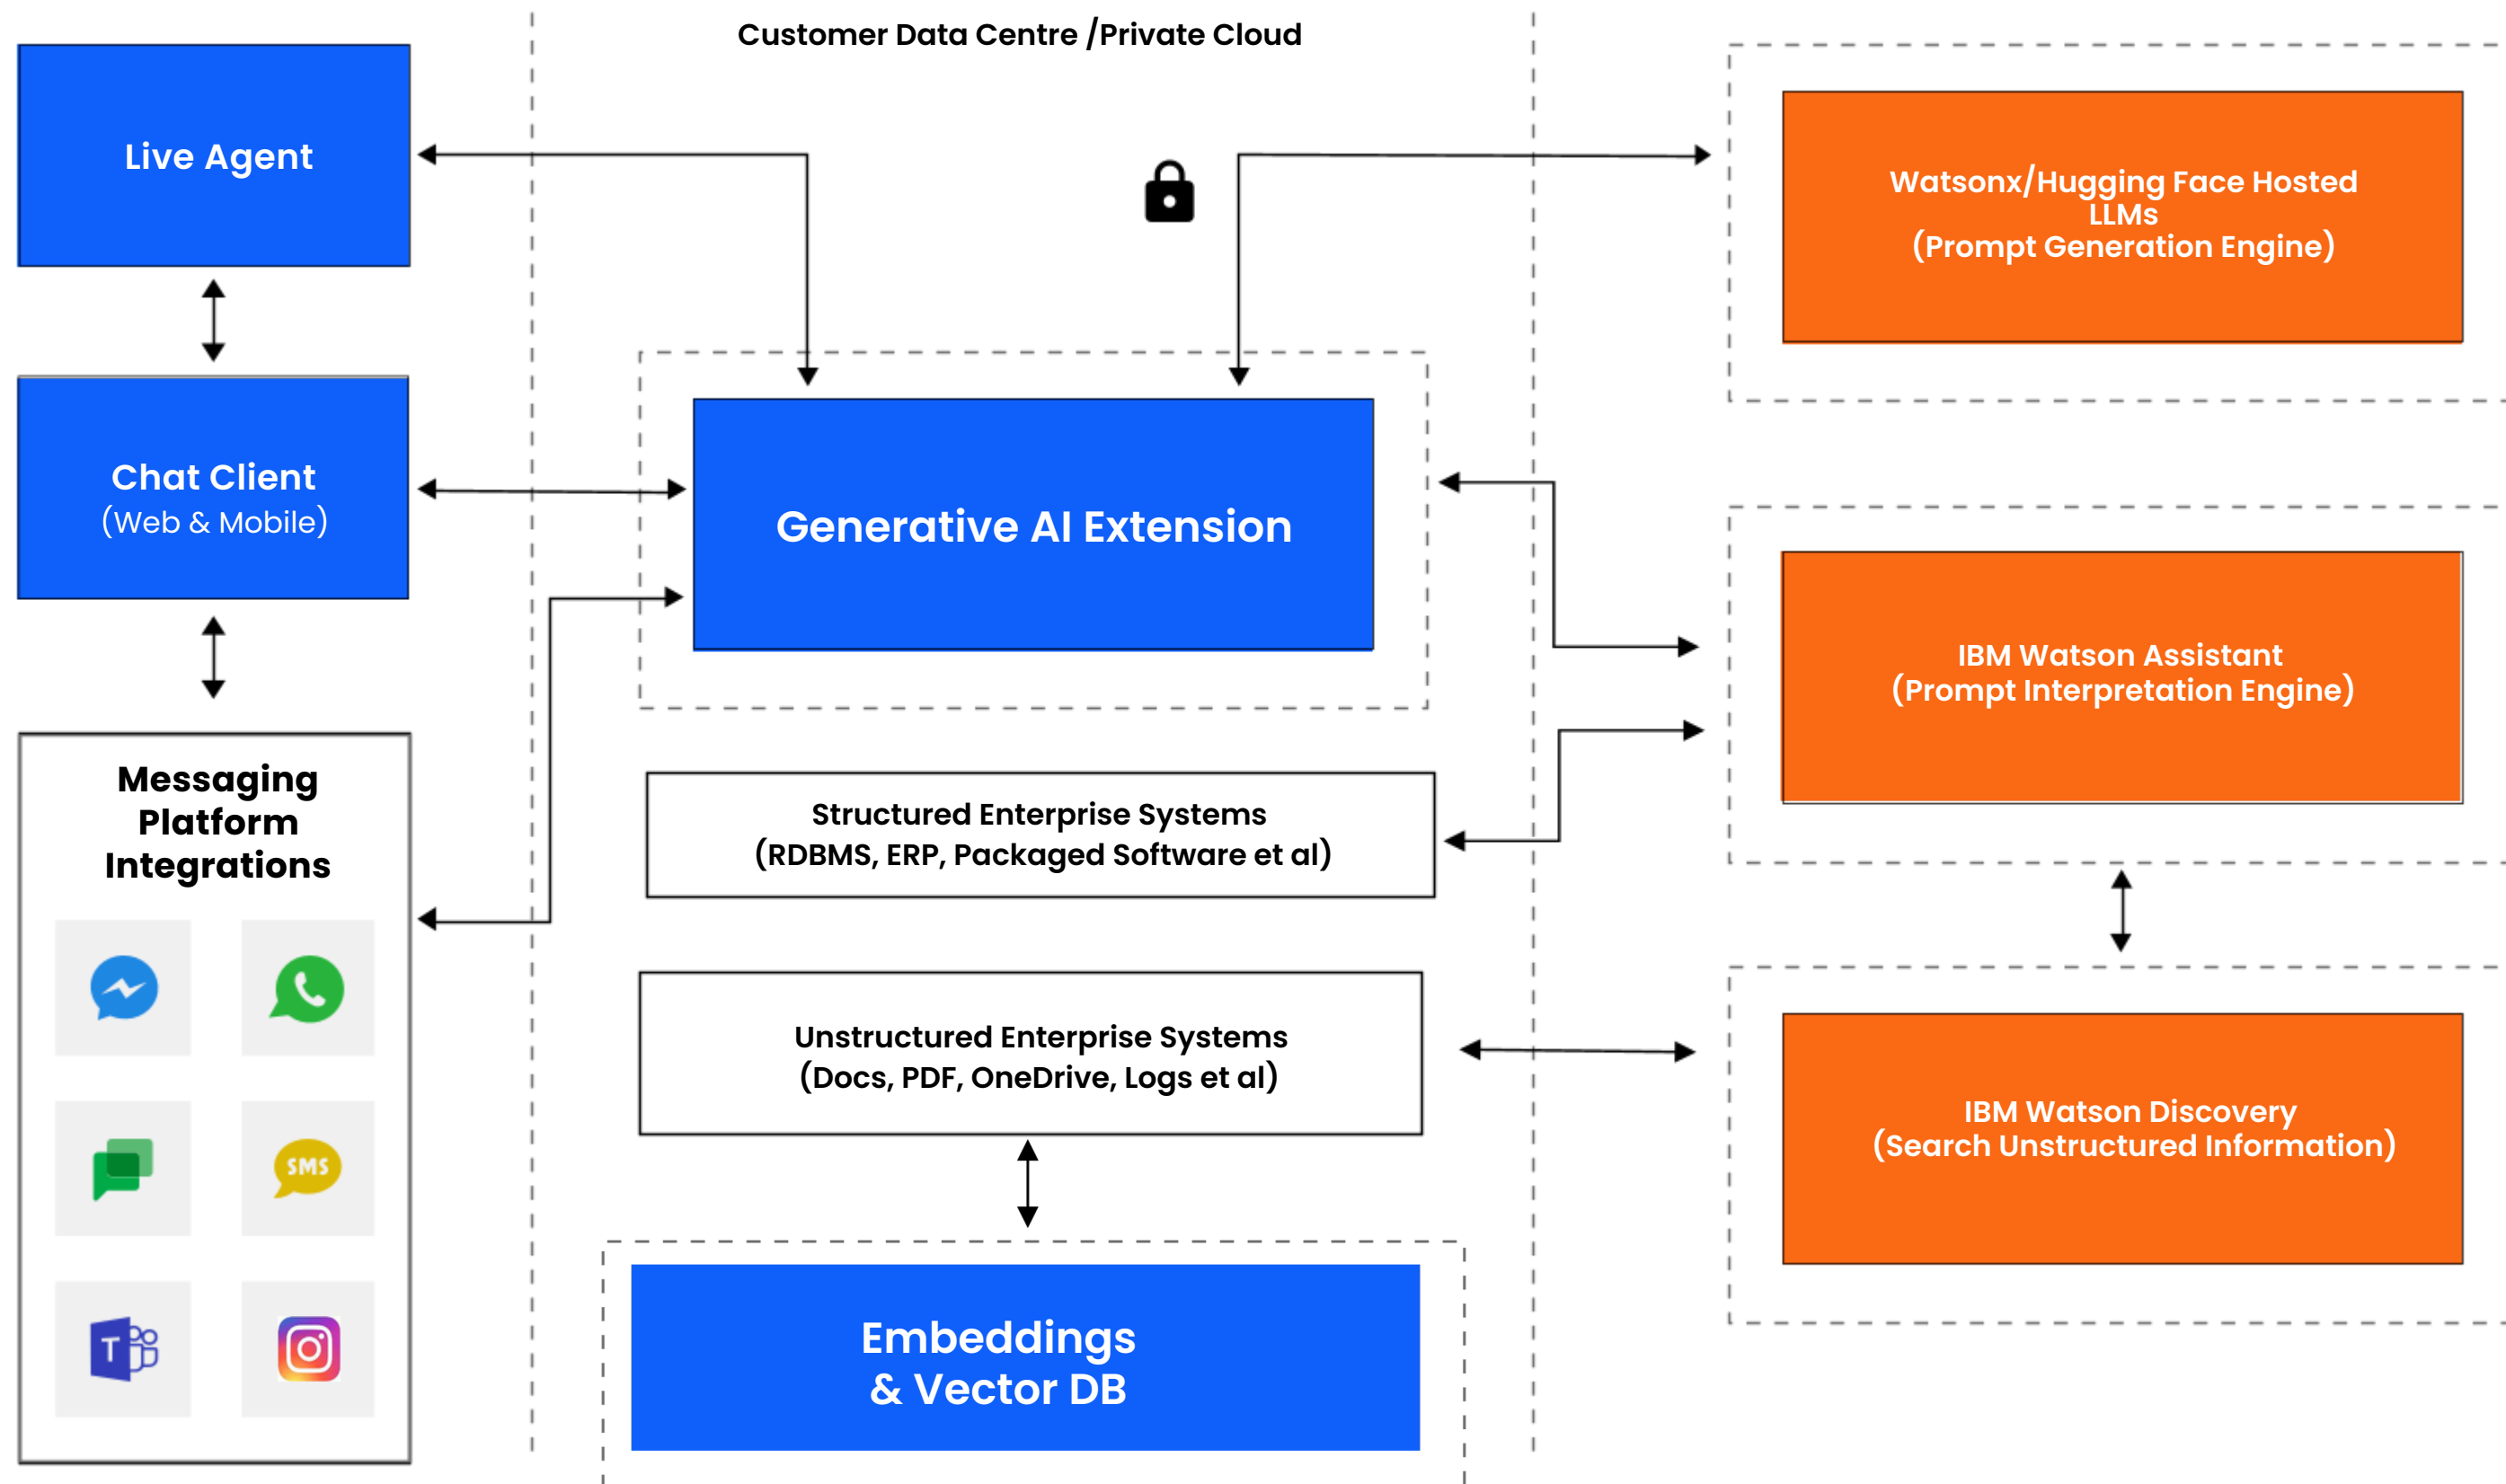 Customer Data Centre /Private Cloud
Live Agent
Chat Client
(Web & Mobile)
Messaging
Platform
Integrations
SMS
T
Generative AI Extension
Structured Enterprise Systems
(RDBMS, ERP, Packaged Software et al)
Unstructured Enterprise Systems
(Docs, PDF, OneDrive, Logs et al)
Embeddings
& Vector DB
Watsonx/Hugging Face Hosted
LLMs
(Prompt Generation Engine)
IBM Watson Assistant
(Prompt Interpretation Engine)
IBM Watson Discovery
(Search Unstructured Information)